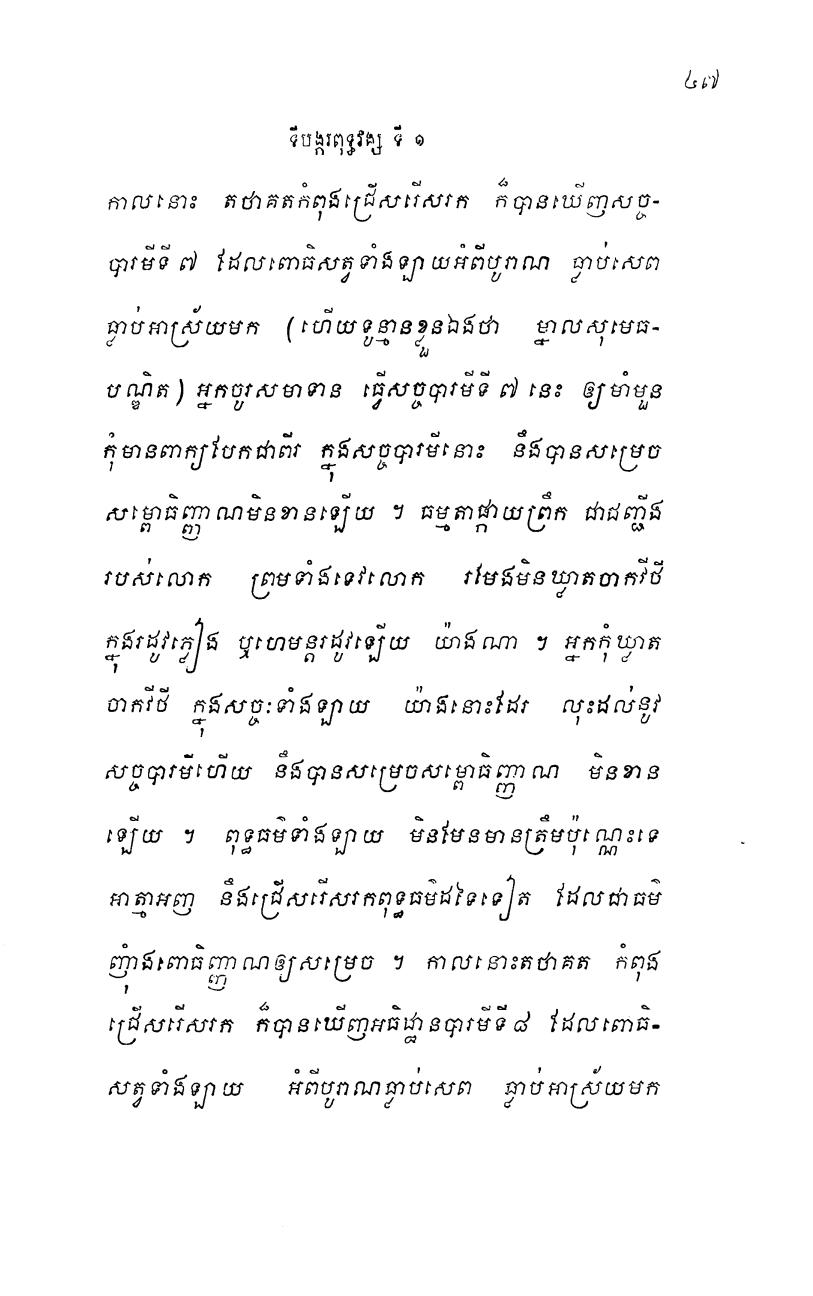 ៤៧
ទីបង្ករពុទ្ធវង្ស ទី ១
កាលនោះ តថាគតកំពុងជ្រើសរើសរក ក៏បានឃើញសច្ច-
បារមីទី ៧ ដែលពោធិសត្វទាំងឡាយអំពីបូរាណ ធ្លាប់សេព
ធ្លាប់អាស្រ័យមក (ហើយទូន្មានខ្លួនឯងថា ម្នាលសុមេធ-
បណ្ឌិត) អ្នកចូរសមាទាន ធ្វើសច្ចបារមីទី ៧ នេះ ឲ្យមាំមួន
កុំមានពាក្យបែកជាពីរ ក្នុងសច្ចបារមីនោះ នឹងបានសម្រេច
សម្ពោធិញ្ញាណមិនខានឡើយ ។ ធម្មតាផ្កាយព្រឹក ជាជញ្ជីង
របស់លោក ព្រមទាំងទេវលោក រមែងមិនឃ្លាតចាកវីថី
ក្នុងរដូវភ្លៀង ឬហេមន្តរដូវឡើយ យ៉ាងណា ។ អ្នកកុំឃ្លាត
ចាកវីថី ក្នុងសច្ចៈទាំងឡាយ យ៉ាងនោះដែរ លុះដល់នូវ
សច្ចបារមីហើយ នឹងបានសម្រេចសម្ពោធិញ្ញាណ មិនខាន
ឡើយ ។ ពុទ្ធធម៌ទាំងឡាយ មិនមែនមានត្រឹមប៉ុណ្ណេះទេ
អាត្មាអញ នឹងជ្រើសរើសរកពុទ្ធធម៌ដទៃទៀត ដែលជាធម៌
ញុំាងពោធិញ្ញាណឲ្យសម្រេច ។ កាលនោះតថាគត កំពុង
ជ្រើសរើសរក ក៏បានឃើញអធិដ្ឋានបារមីទី ៨ ដែលពោធិ-
សត្វទាំងឡាយ អំពីបូរាណធ្លាប់សេព ធ្លាប់អាស្រ័យមក